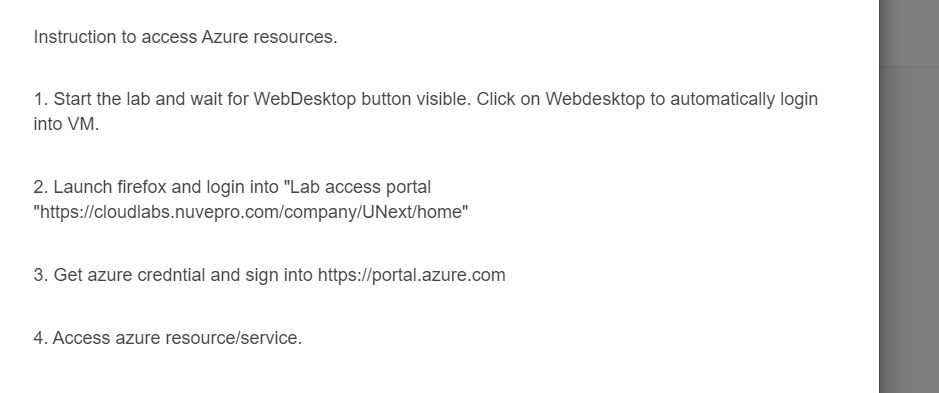 Instruction to access Azure resources.
1. Start the lab and wait for WebDesktop button visible. Click on Webdesktop to automatically login
into VM.
2. Launch firefox and login into "Lab access portal
"https://cloudlabs.nuvepro.com/company/UNext/home"
3. Get azure credntial and sign into https://portal.azure.com
4. Access azure resource/service.